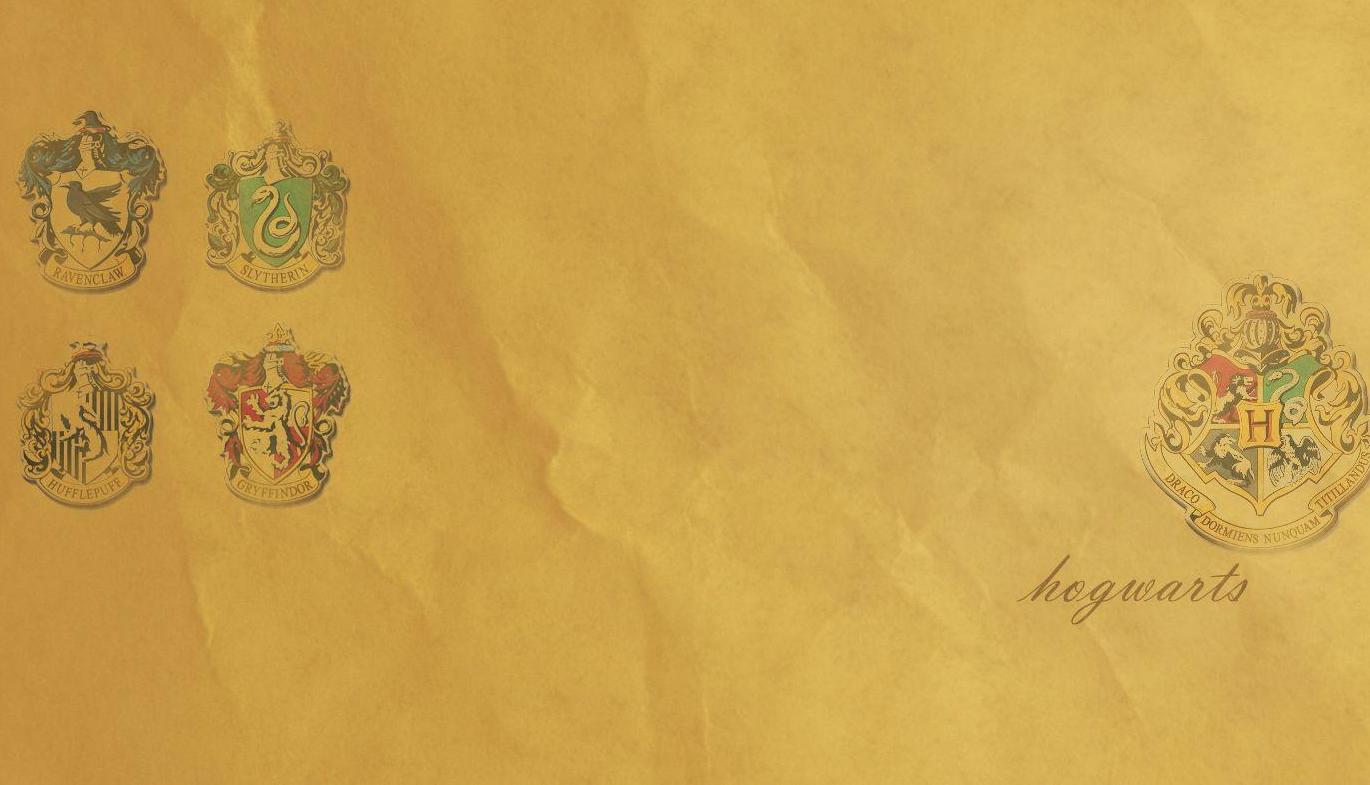 RAVENCLAW
SLYTHERIN
HUFFLEPUFF
GRYFFINDOR
H
DRACO
DORMIENS NUNQUAM
TITILLANDUS
hogwarts